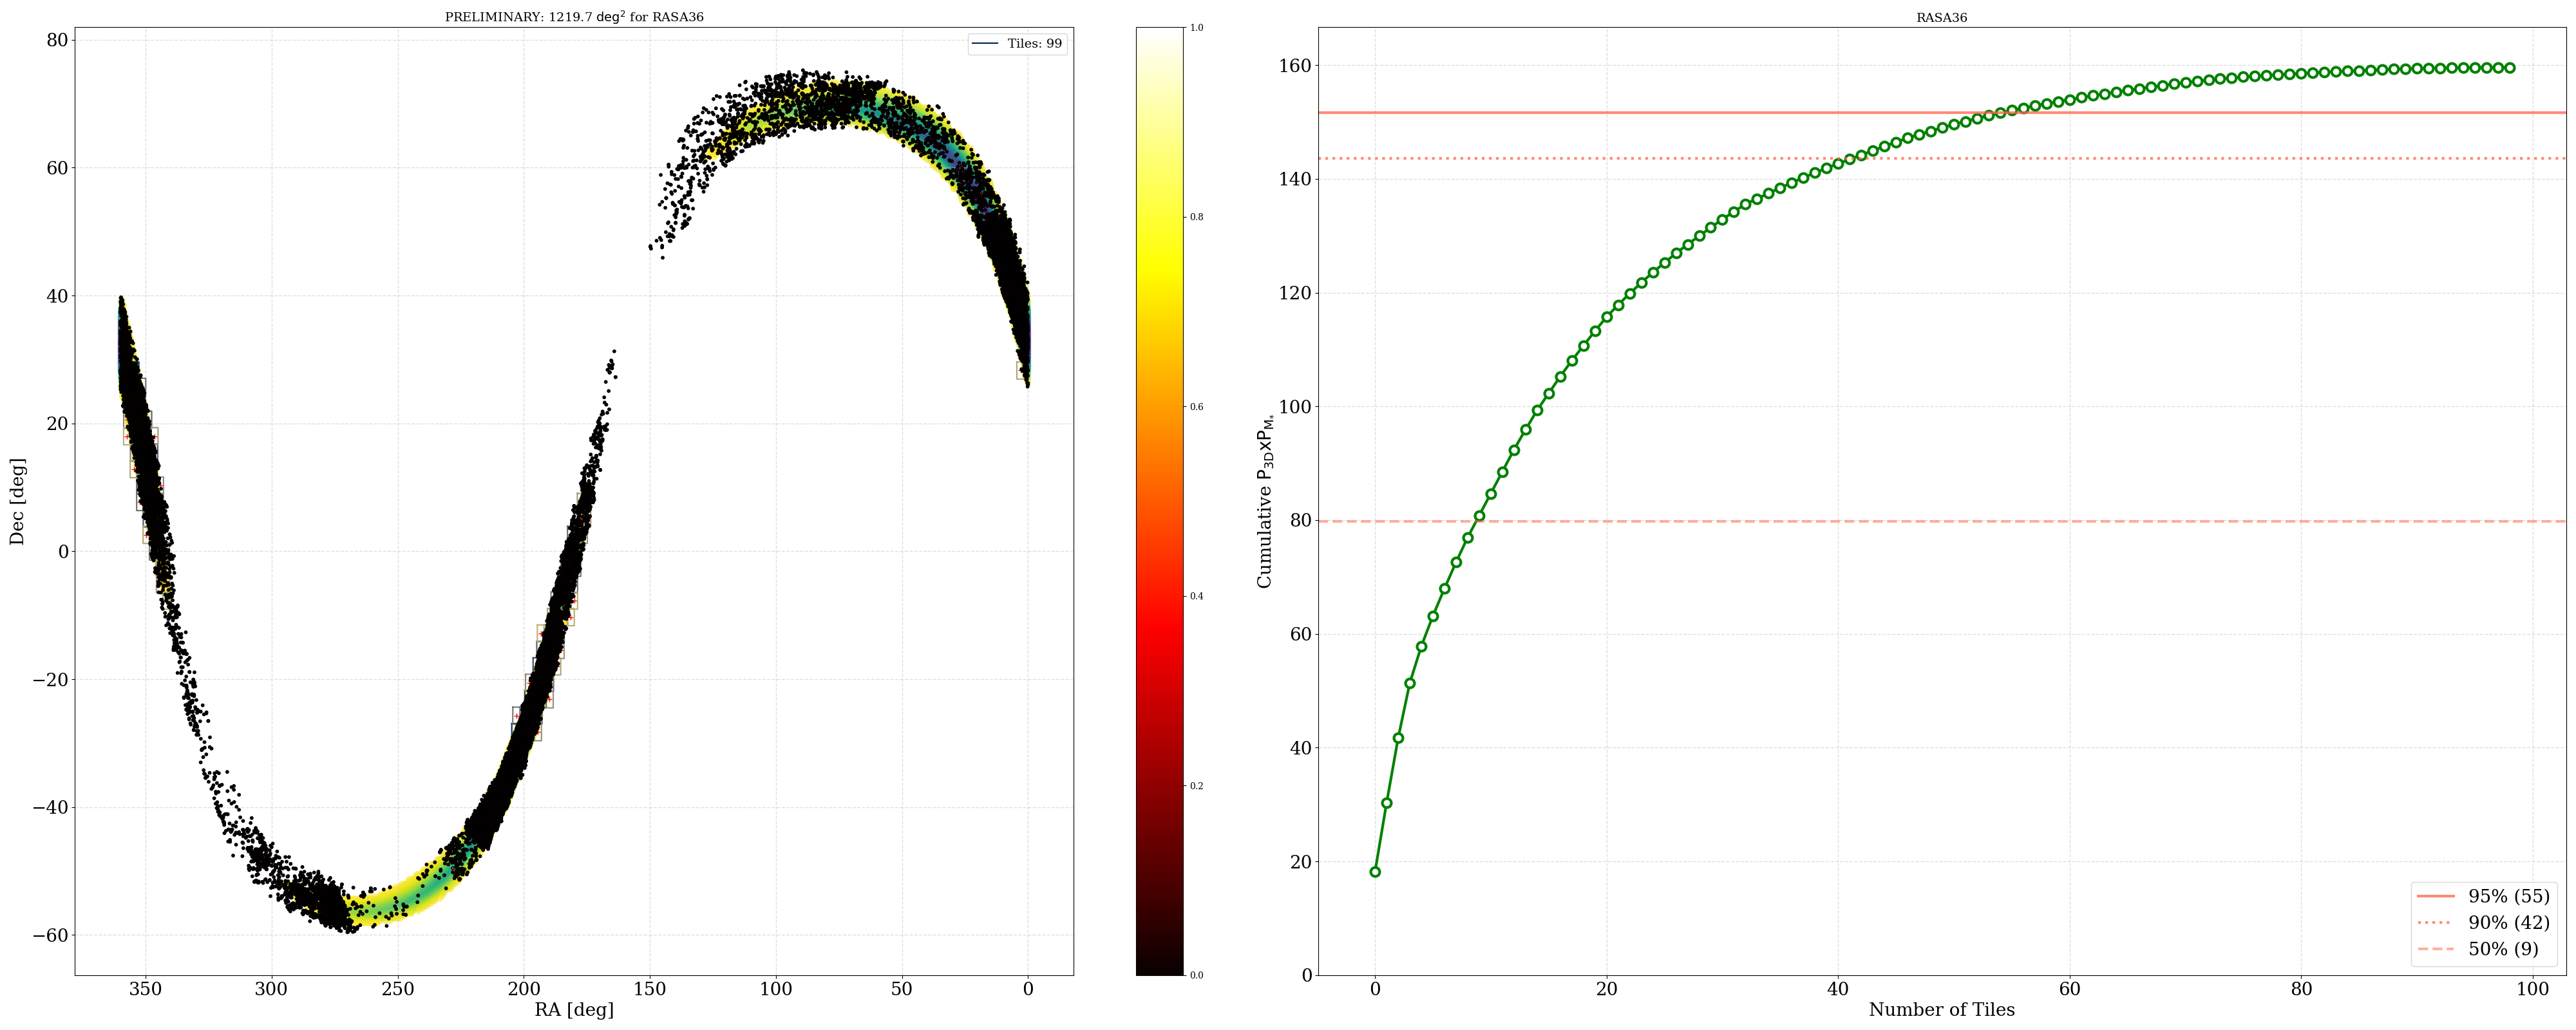 PRELIMINARY: 1219.7 deg² for RASA36
Tiles: 99
80
60
40
20
0
−20
−40
−60
Dec [deg]
350 300 250 200 150 100 50 0
RA [deg]
1.0
0.8
0.6
0.4
0.2
0.0
RASA36
160
140
120
100
80
60
40
20
0
Cumulative P3DxPM*
0 20 40 60 80 100
Number of Tiles
95% (55)
90% (42)
50% (9)